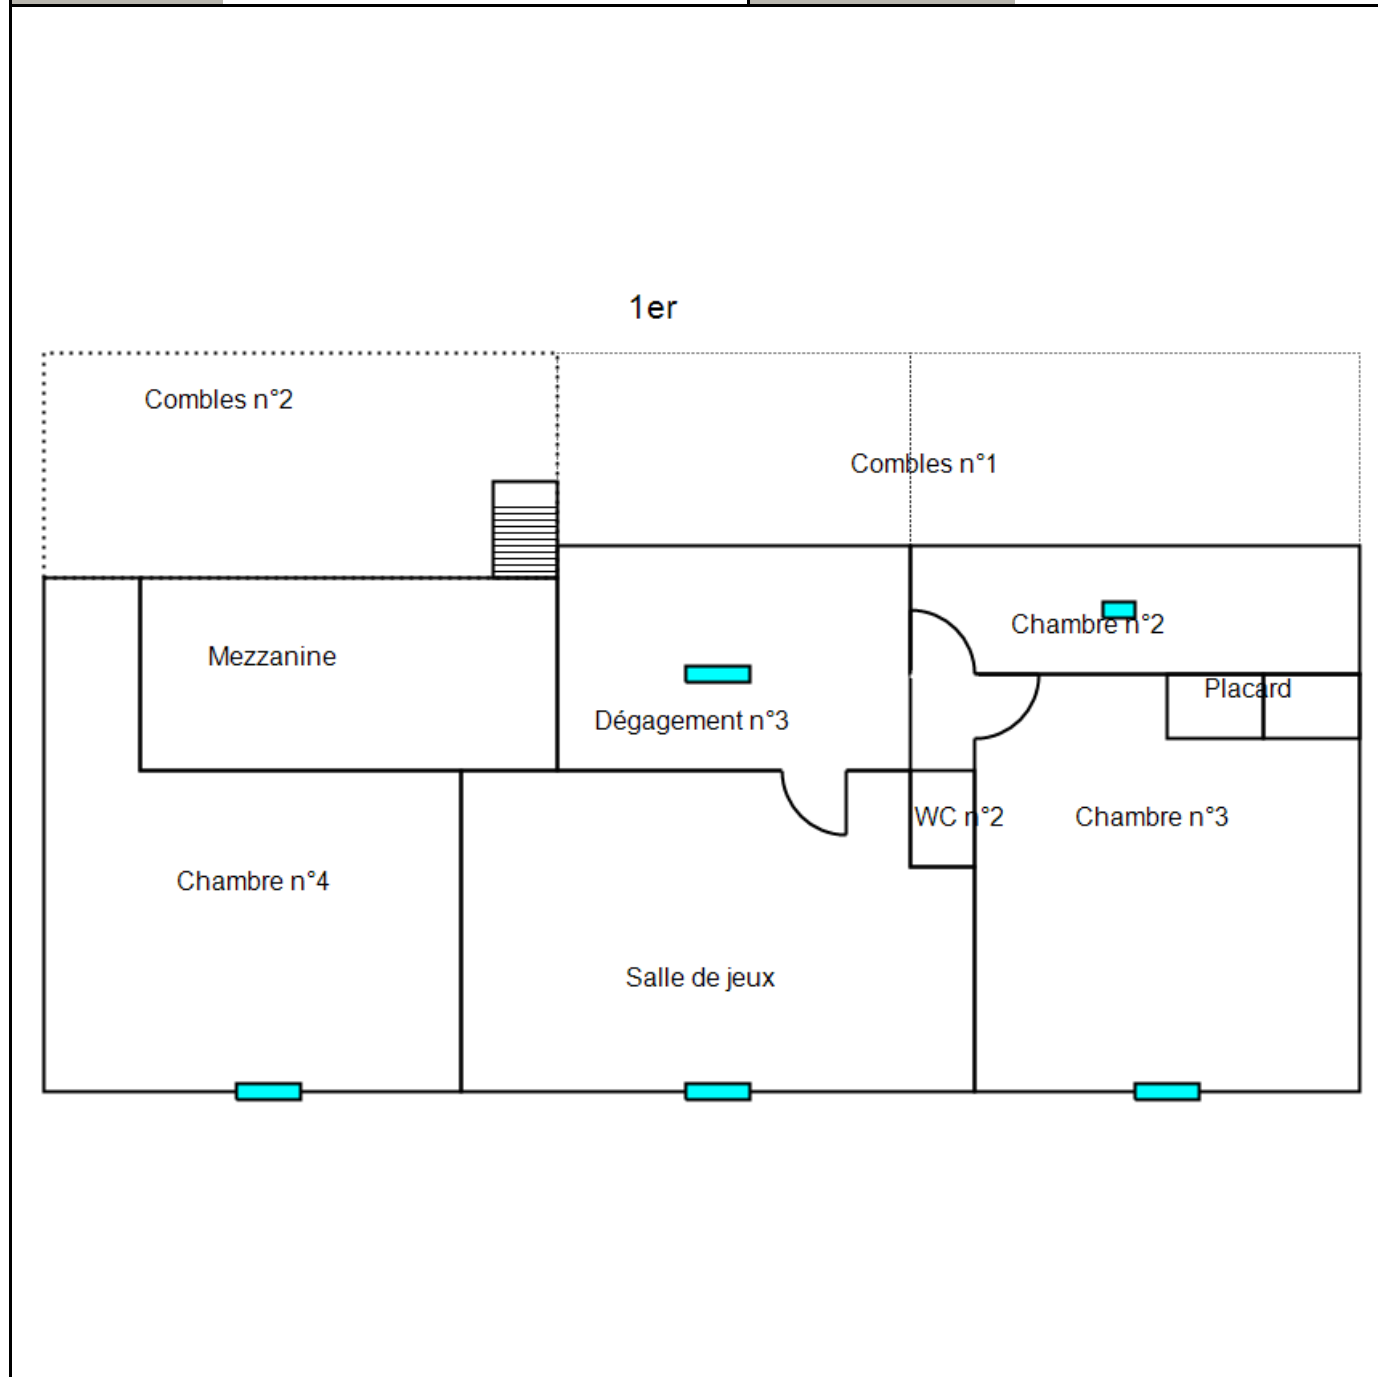 1er
Combles n°2
Combles n°1
Chambre n°2
Mezzanine
Placard
Dégagement n°3
WC n°2
Chambre n°3
Chambre n°4
Salle de jeux